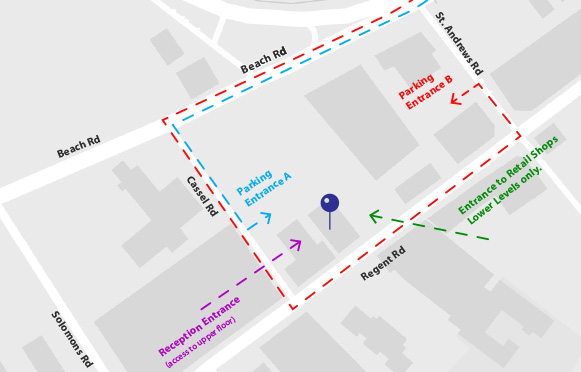 St. Andrews Rd
Beach Rd
Parking
Entrance B
Beach Rd
Entrance to Retail Shops
Lower Levels only.
Parking
Entrance A
Cassel Rd
Regent Rd
Reception Entrance
(access to upper floor)
Solomons Rd